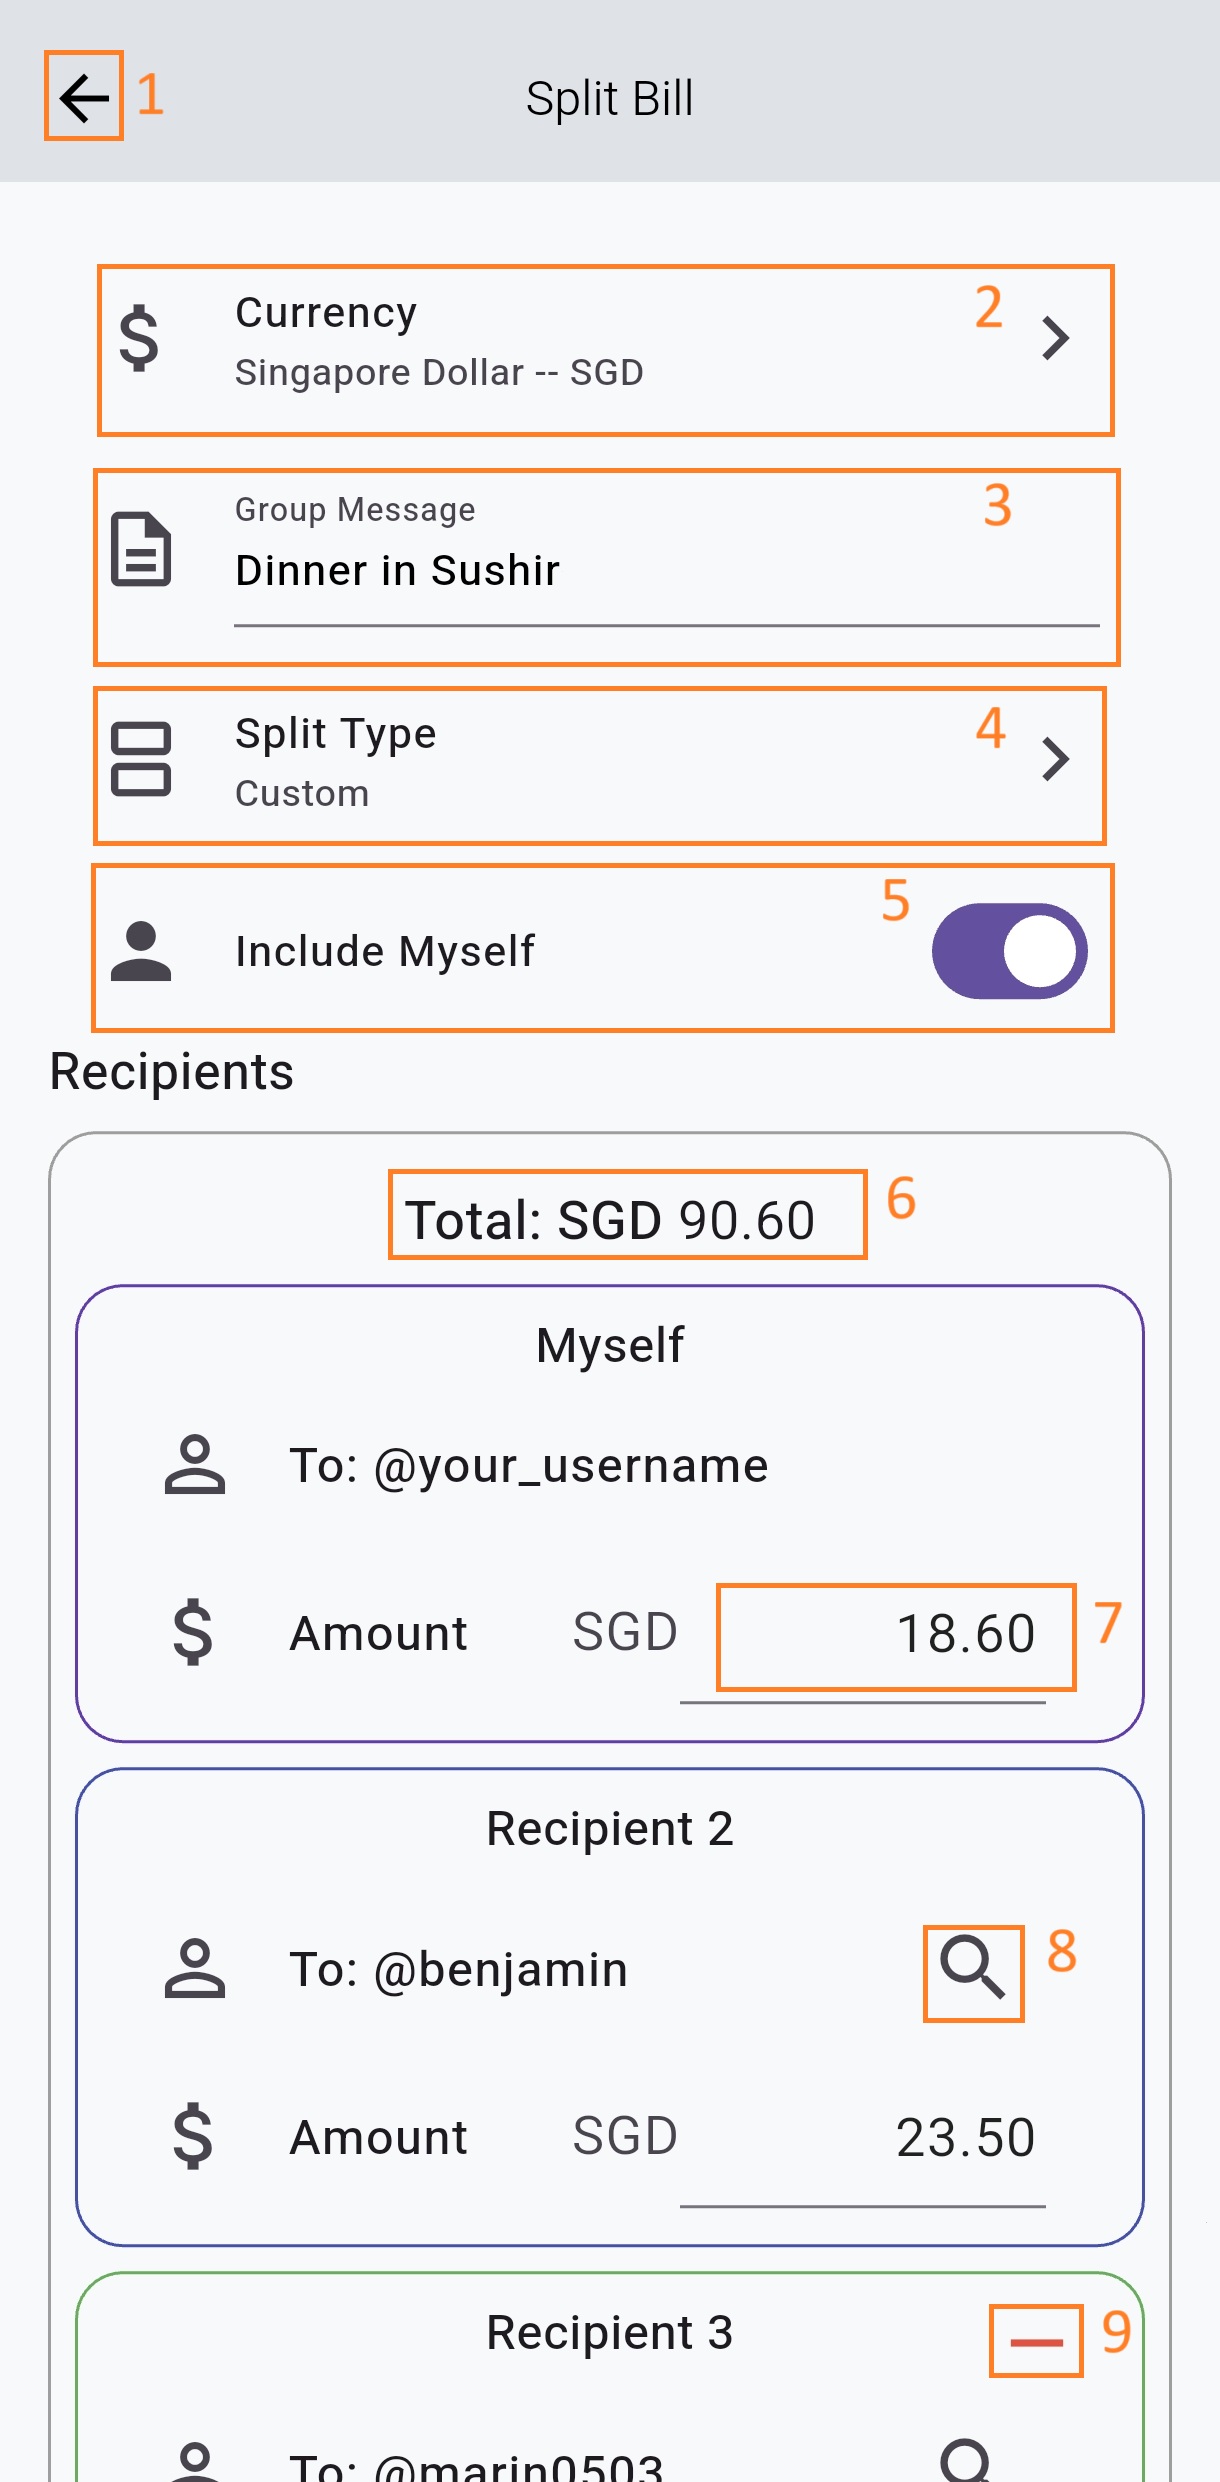 1
Split Bill
Currency
2
Singapore Dollar -- SGD
Group Message
3
Dinner in Sushir
Split Type
4
Custom
5
Include Myself
Recipients
Total: SGD 90.60
6
Myself
To: @your_username
Amount SGD 18.60
7
Recipient 2
To: @benjamin
8
Amount SGD 23.50
Recipient 3
9
To: @marin0503